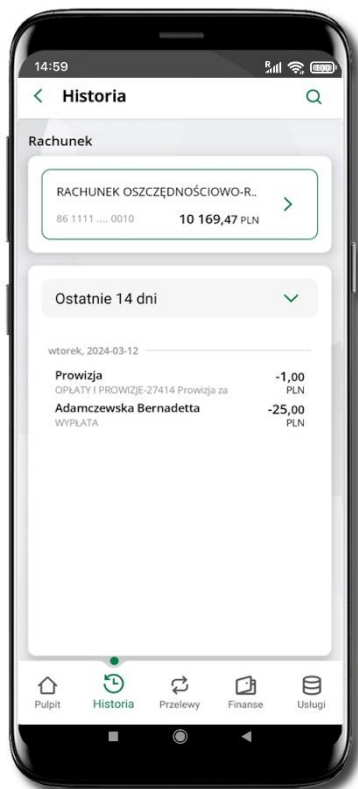 14:59
R
100
Historia
Rachunek
RACHUNEK OSZCZĘDNOŚCIOWO-R..
86 1111 .... 0010 10 169,47 PLN
Ostatnie 14 dni
wtorek, 2024-03-12
Prowizja -1,00
OPŁATY I PROWIZJE-27414 Prowizja za PLN
Adamczewska Bernadetta -25,00
WYPŁATA PLN
Pulpit Historia Przelewy Finanse Usługi